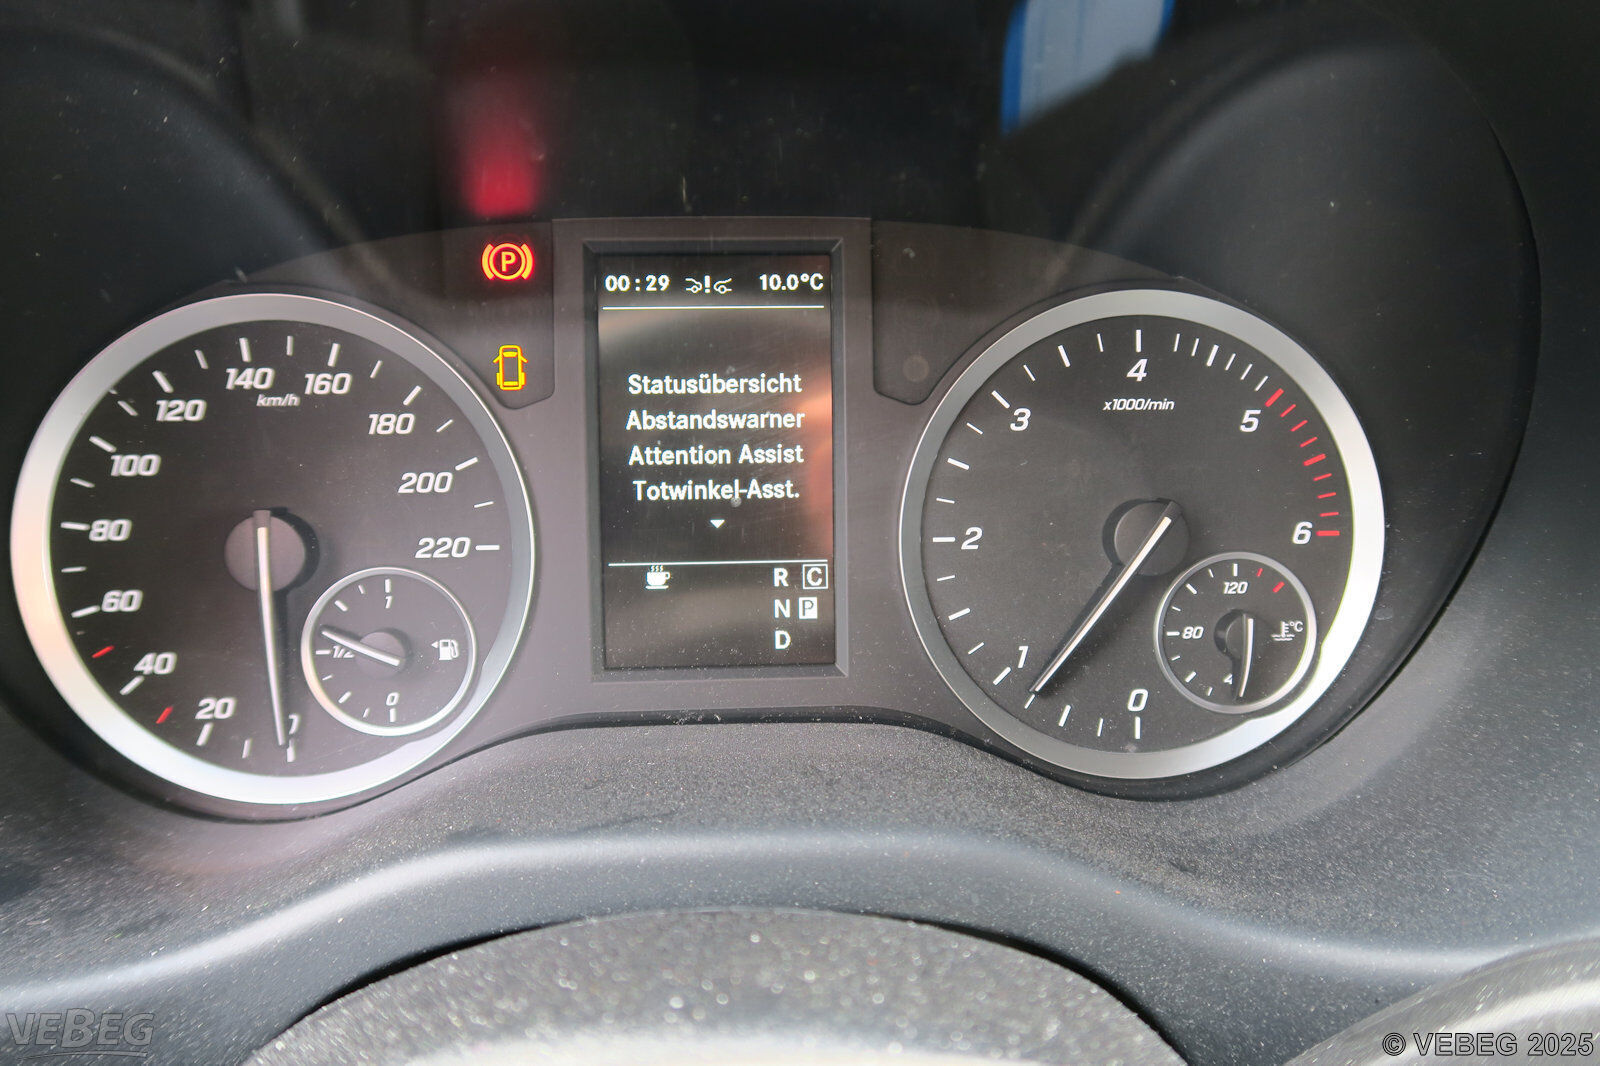 P
00:29 10.0°C
Statusübersicht
Abstandswarner
Attention Assist
Totwinkel-Asst.
R C
N P
D
0
20
40
60
80
100
120
140
160
180
200
220
km/h
1
1/2
0
0
1
2
3
4
5
6
x1000/min
120
80
°C
VEBEG
© VEBEG 2025